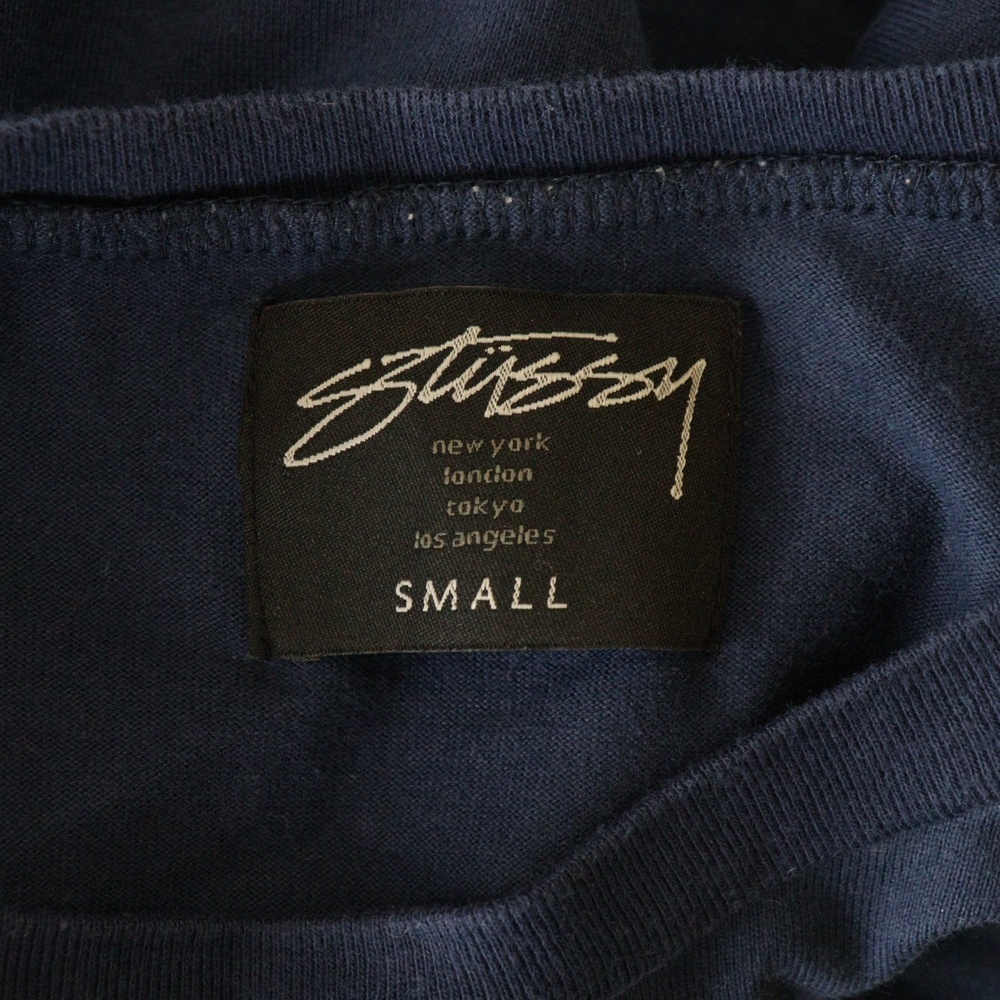 stüssy
new york
london
tokyo
los angeles
SMALL